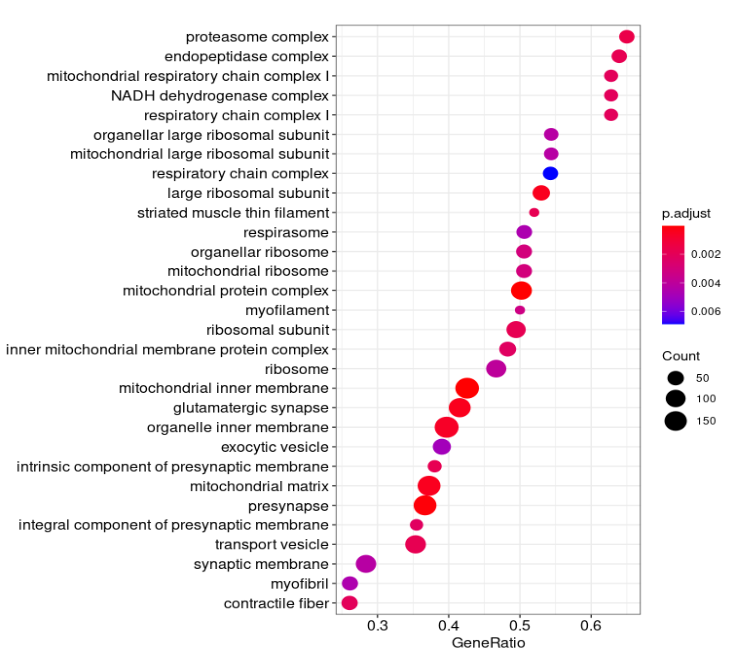 proteasome complex
endopeptidase complex
mitochondrial respiratory chain complex I
NADH dehydrogenase complex
respiratory chain complex I
organellar large ribosomal subunit
mitochondrial large ribosomal subunit
respiratory chain complex
large ribosomal subunit
striated muscle thin filament
respirasome
organellar ribosome
mitochondrial ribosome
mitochondrial protein complex
myofilament
ribosomal subunit
inner mitochondrial membrane protein complex
ribosome
mitochondrial inner membrane
glutamatergic synapse
organelle inner membrane
exocytic vesicle
intrinsic component of presynaptic membrane
mitochondrial matrix
presynapse
integral component of presynaptic membrane
transport vesicle
synaptic membrane
myofibril
contractile fiber
0.3 0.4 0.5 0.6
GeneRatio
p.adjust
0.002
0.004
0.006
Count
50
100
150